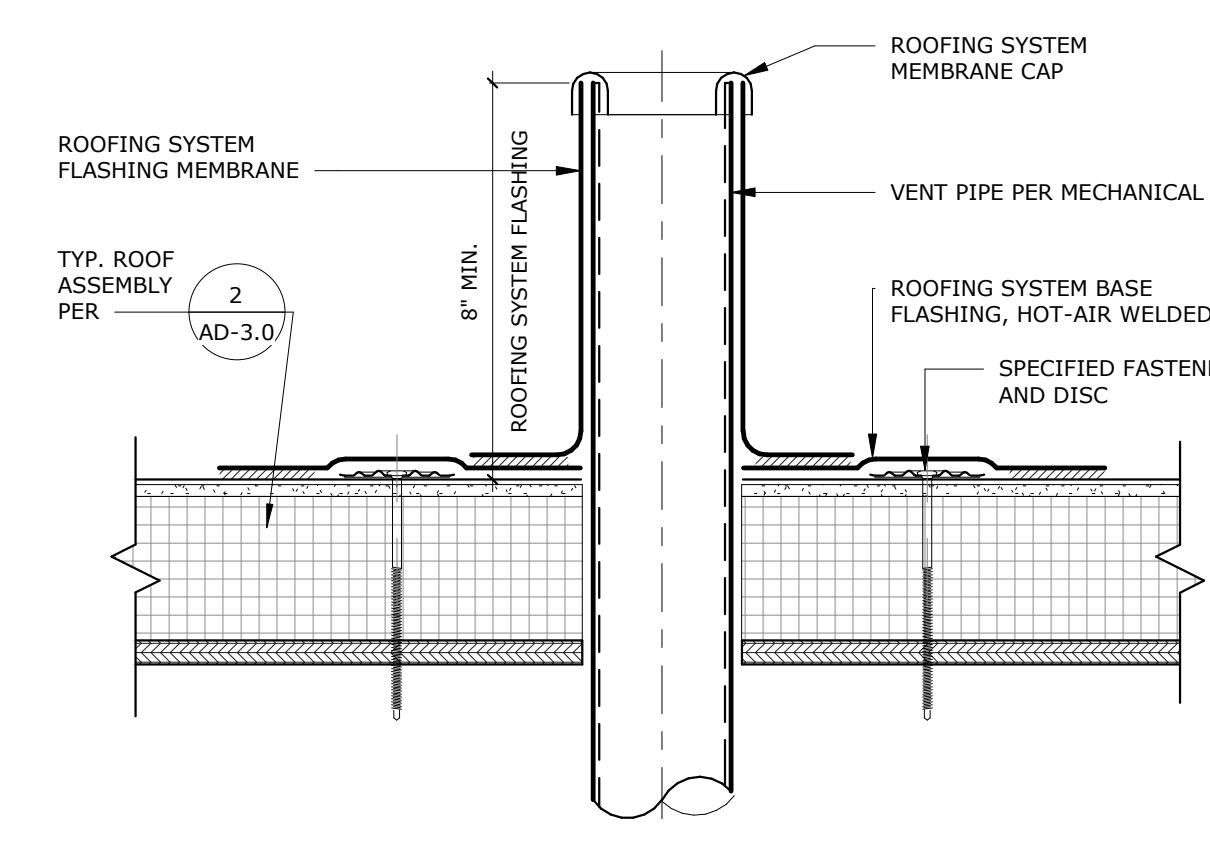 ROOFING SYSTEM
MEMBRANE CAP
ROOFING SYSTEM
FLASHING MEMBRANE
VENT PIPE PER MECHANICAL
TYP. ROOF
ASSEMBLY
PER
2
AD-3.0
8" MIN.
ROOFING SYSTEM FLASHING
ROOFING SYSTEM BASE
FLASHING, HOT-AIR WELDED
SPECIFIED
AND DISC